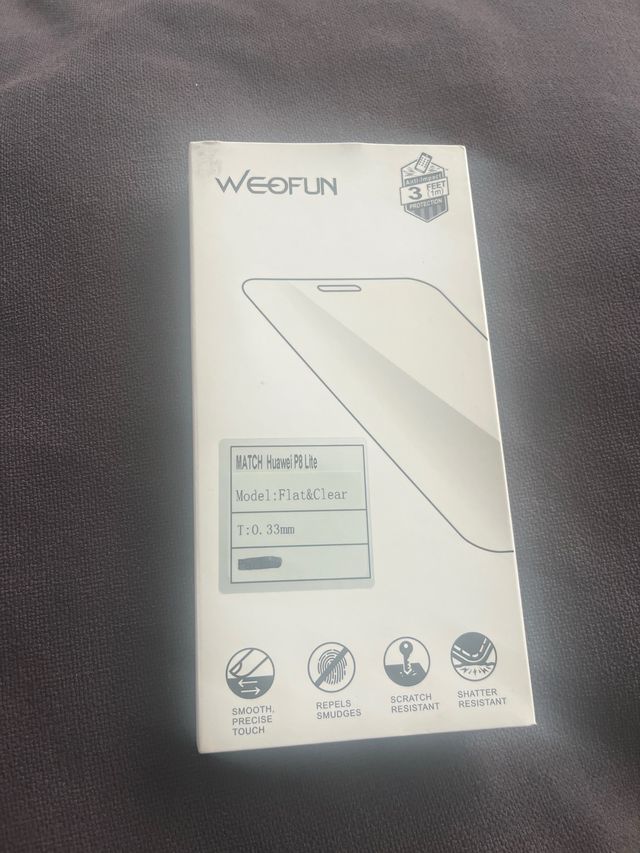 WEOFUN
Anti-Impact
3 FEET
(1m)
PROTECTION
MATCH Huawei P8 Lite
Model:Flat&Clear
T:0.33mm
SMOOTH,
PRECISE
TOUCH
REPELS
SMUDGES
SCRATCH
RESISTANT
SHATTER
RESISTANT